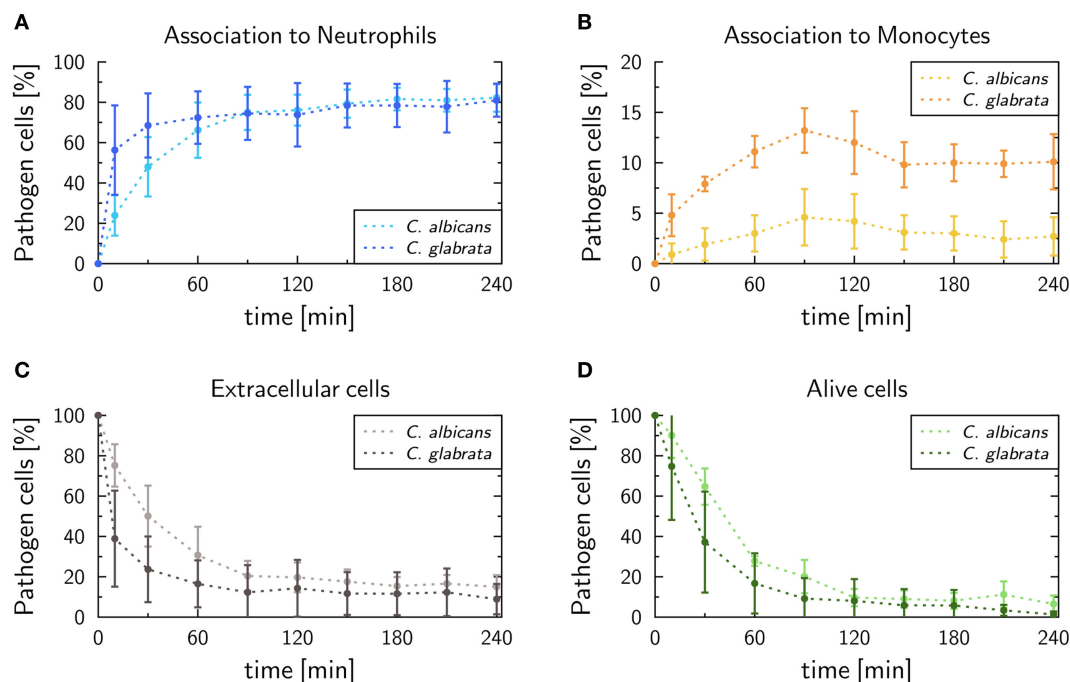 A
Association to Neutrophils
Pathogen cells [%]
100
80
60
40
20
0
C. albicans
C. glabrata
0 60 120 180 240
time [min]
B
Association to Monocytes
Pathogen cells [%]
20
15
10
5
0
C. albicans
C. glabrata
0 60 120 180 240
time [min]
C
Extracellular cells
Pathogen cells [%]
100
80
60
40
20
0
C. albicans
C. glabrata
0 60 120 180 240
time [min]
D
Alive cells
Pathogen cells [%]
100
80
60
40
20
0
C. albicans
C. glabrata
0 60 120 180 240
time [min]